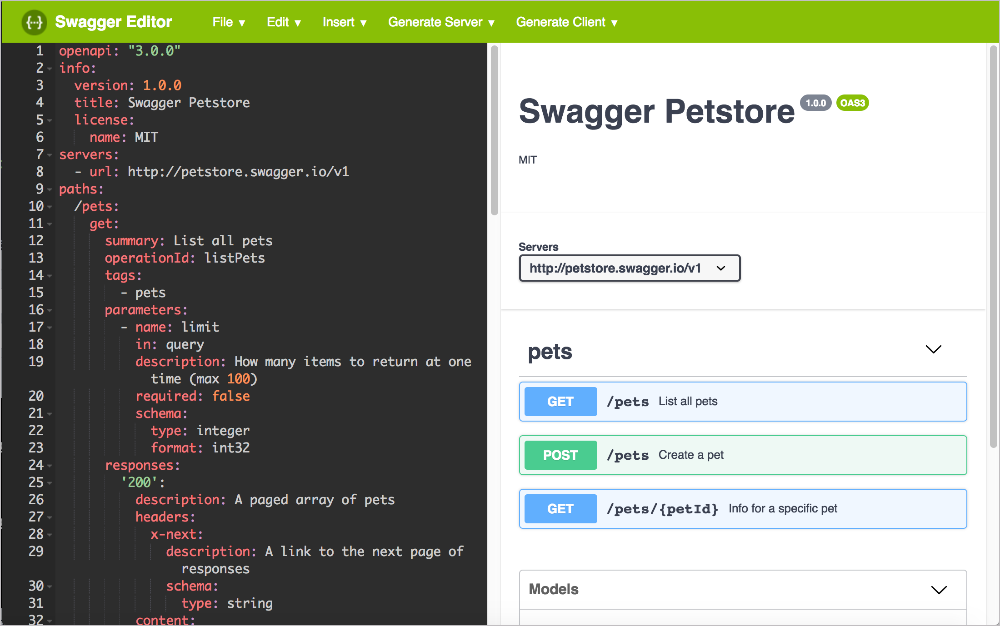 {···} Swagger Editor File ▼ Edit ▼ Insert ▼ Generate Server ▼ Generate Client ▼
1 openapi: "3.0.0"
2 info:
3 version: 1.0.0
4 title: Swagger Petstore
5 license:
6 name: MIT
7 servers:
8 - url: http://petstore.swagger.io/v1
9 paths:
10 /pets:
11 get:
12 summary: List all pets
13 operationId: listPets
14 tags:
15 - pets
16 parameters:
17 - name: limit
18 in: query
19 description: How many items to return at one
time (max 100)
20 required: false
21 schema:
22 type: integer
23 format: int32
24 responses:
25 '200':
26 description: A paged array of pets
27 headers:
28 x-next:
29 description: A link to the next page of
responses
30 schema:
31 type: string
32 content:
Swagger Petstore 1.0.0 OAS3
MIT
Servers
http://petstore.swagger.io/v1
pets
GET /pets List all pets
POST /pets Create a pet
GET /pets/{petId} Info for a specific pet
Models